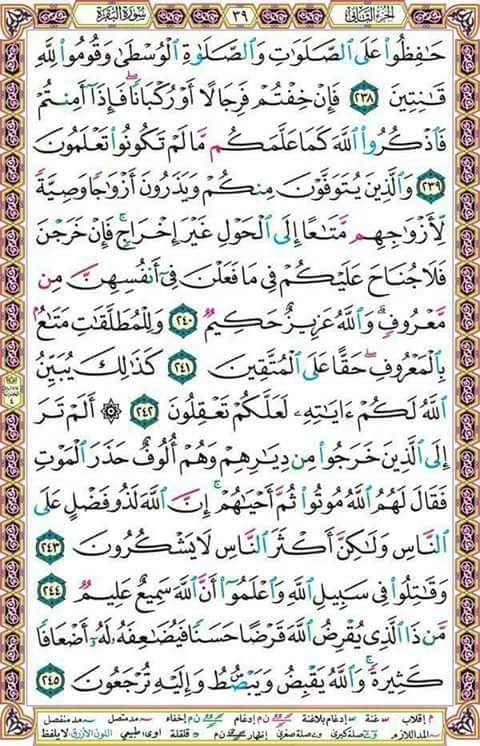 الجزء الثاني ٣٩ سورة البقرة
حَـٰفِظُوا۟ عَلَى ٱلصَّلَوَٰتِ وَٱلصَّلَوٰةِ ٱلْوُسْطَىٰ وَقُومُوا۟ لِلَّهِ
قَـٰنِتِينَ ٢٣٨ فَإِنْ خِفْتُمْ فَرِجَالًا أَوْ رُكْبَانًا ۖ فَإِذَآ أَمِنتُمْ
فَٱذْكُرُوا۟ ٱللَّهَ كَمَا عَلَّمَكُم مَّا لَمْ تَكُونُوا۟ تَعْلَمُونَ
٢٣٩ وَٱلَّذِينَ يُتَوَفَّوْنَ مِنكُمْ وَيَذَرُونَ أَزْوَٰجًا وَصِيَّةً
لِّأَزْوَٰجِهِم مَّتَـٰعًا إِلَى ٱلْحَوْلِ غَيْرَ إِخْرَاجٍ ۚ فَإِنْ خَرَجْنَ
فَلَا جُنَاحَ عَلَيْكُمْ فِى مَا فَعَلْنَ فِىٓ أَنفُسِهِنَّ مِن
مَّعْرُوفٍ ۗ وَٱللَّهُ عَزِيزٌ حَكِيمٌ ٢٤٠ وَلِلْمُطَلَّقَـٰتِ مَتَـٰعٌۢ
بِٱلْمَعْرُوفِ ۖ حَقًّا عَلَى ٱلْمُتَّقِينَ ٢٤١ كَذَٰلِكَ يُبَيِّنُ
ٱللَّهُ لَكُمْ ءَايَـٰتِهِۦ لَعَلَّكُمْ تَعْقِلُونَ ٢٤٢ ۞ أَلَمْ تَرَ
إِلَى ٱلَّذِينَ خَرَجُوا۟ مِن دِيَـٰرِهِمْ وَهُمْ أُلُوفٌ حَذَرَ ٱلْمَوْتِ
فَقَالَ لَهُمُ ٱللَّهُ مُوتُوا۟ ثُمَّ أَحْيَـٰهُمْ ۚ إِنَّ ٱللَّهَ لَذُو فَضْلٍ عَلَى
ٱلنَّاسِ وَلَـٰكِنَّ أَكْثَرَ ٱلنَّاسِ لَا يَشْكُرُونَ ٢٤٣
وَقَـٰتِلُوا۟ فِى سَبِيلِ ٱللَّهِ وَٱعْلَمُوٓا۟ أَنَّ ٱللَّهَ سَمِيعٌ عَلِيمٌ ٢٤٤
مَّن ذَا ٱلَّذِى يُقْرِضُ ٱللَّهَ قَرْضًا حَسَنًا فَيُضَـٰعِفَهُۥ لَهُۥٓ أَضْعَافًا
كَثِيرَةً ۚ وَٱللَّهُ يَقْبِضُ وَيَبْصُۜطُ وَإِلَيْهِ تُرْجَعُونَ ٢٤٥
م إقلاب غنة إدغام بلاغنة ن م إدغام ن م إخفاء مد متصل مد منفصل
المد اللازم صلة كبرى صلة صغرى إظهار ن م قلقلة طبيعي اللون الأزرق لا يلفظ